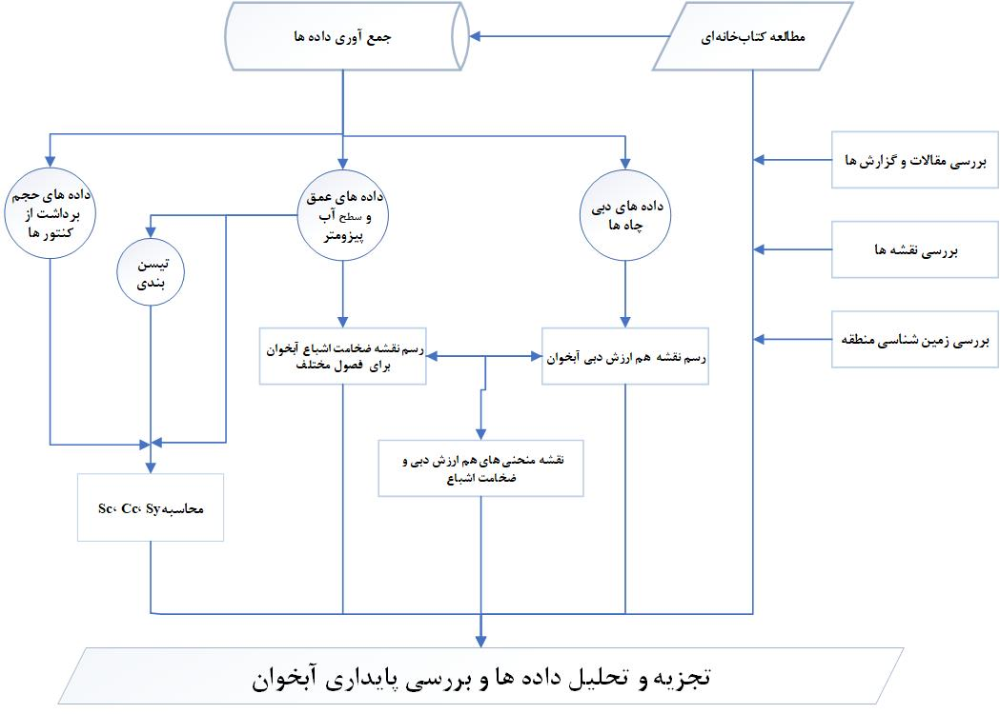 مطالعه کتاب‌خانه‌ای
جمع آوری داده ها
بررسی مقالات و گزارش ها
بررسی نقشه ها
بررسی زمین شناسی منطقه
داده های دبی
چاه ها
داده های عمق
و سطح آب
پیزومتر
داده های حجم
برداشت از
کنتور ها
تیسن
بندی
رسم نقشه هم ارزش دبی آبخوان
رسم نقشه ضخامت اشباع آبخوان
برای فصول مختلف
نقشه منحنی های هم ارزش دبی و
ضخامت اشباع
محاسبه Sc، Cc، Sy
تجزیه و تحلیل داده ها و بررسی پایداری آبخوان